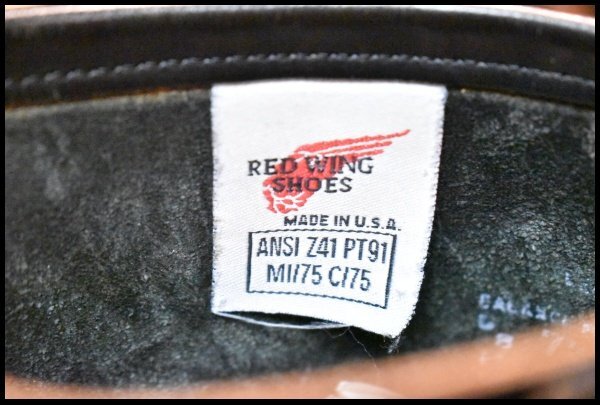 RED WING
SHOES
MADE IN U.S.A.
ANSI Z41 PT91
MI/75 C/75